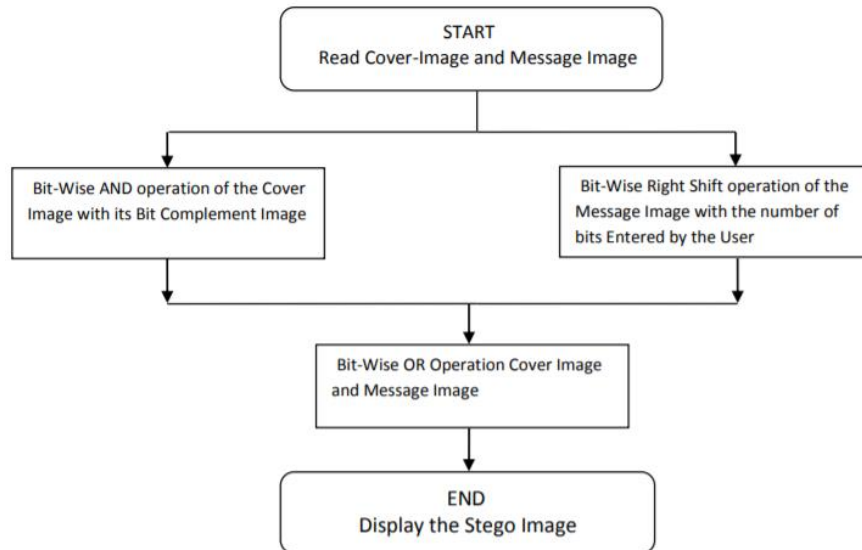 START
Read Cover-Image and Message Image
Bit-Wise AND operation of the Cover
Image with its Bit Complement Image
Bit-Wise Right Shift operation of the
Message Image with the number of
bits Entered by the User
Bit-Wise OR Operation Cover Image
and Message Image
END
Display the Stego Image